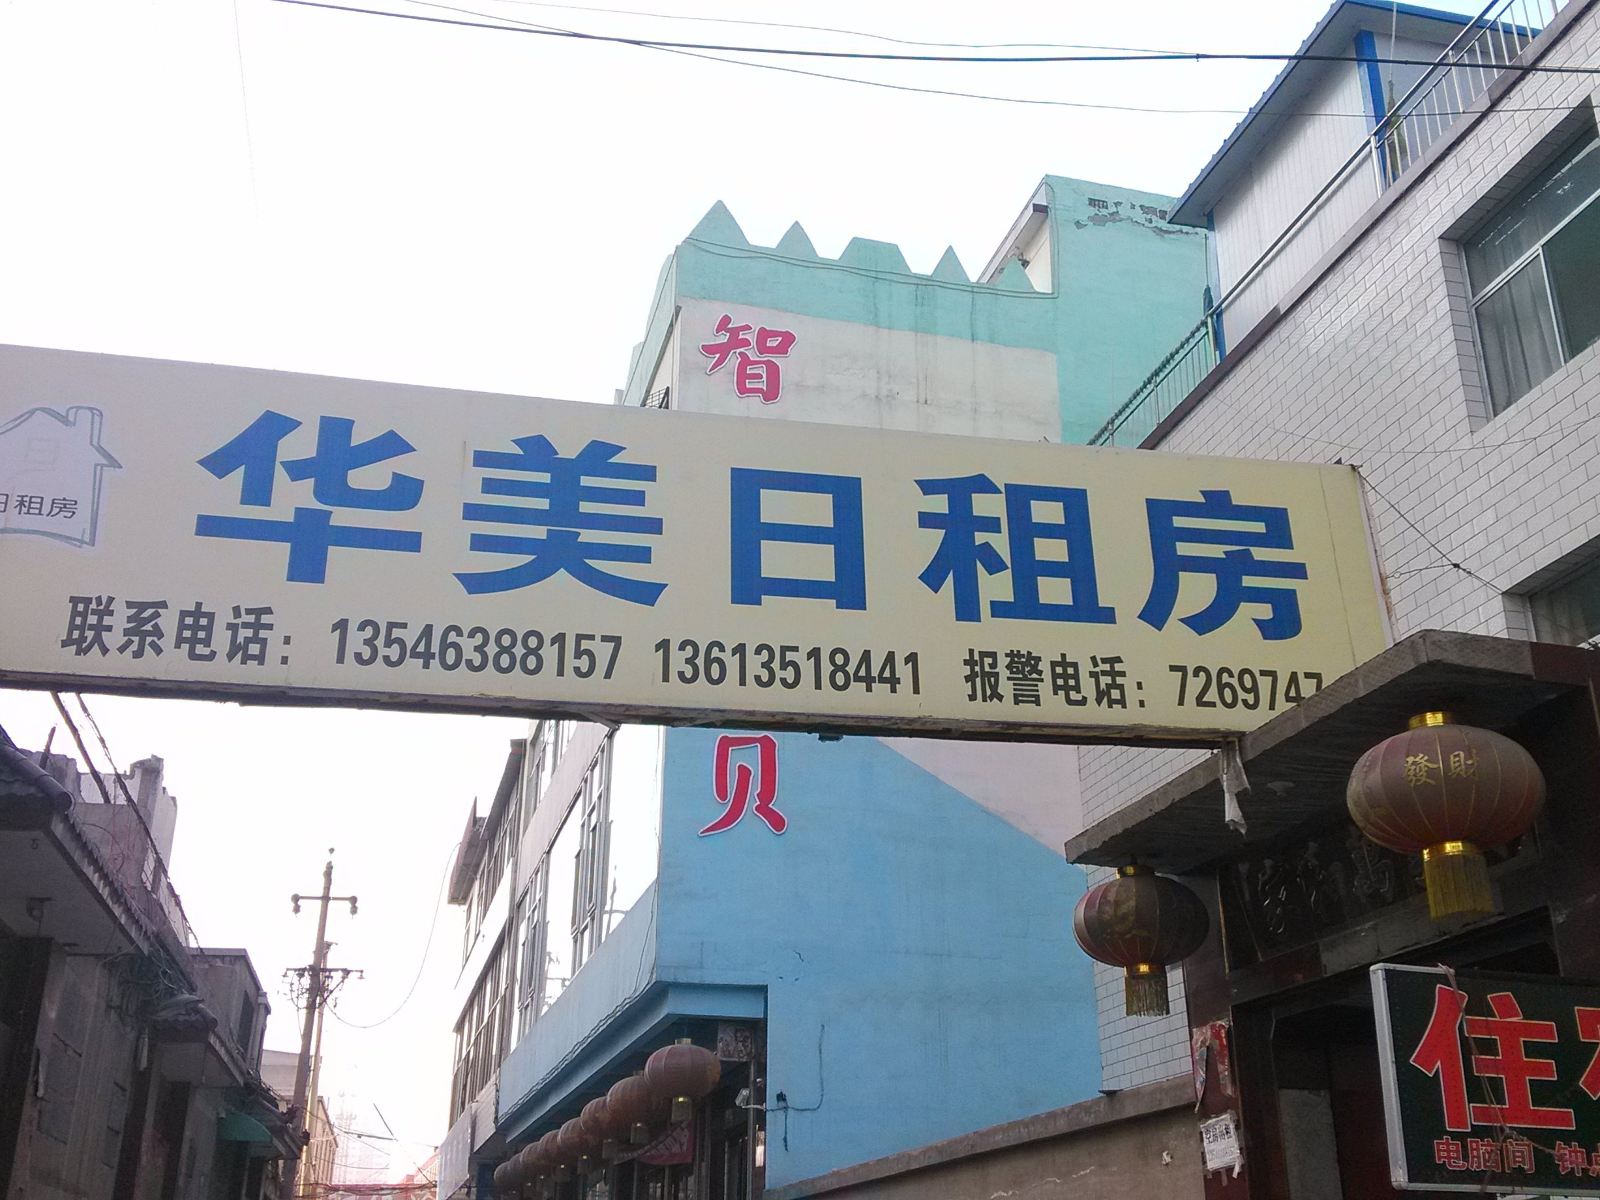 智
华美日租房
日租房
联系电话：13546388157 13613518441 报警电话：7269747
贝
發財
住
电脑间 钟